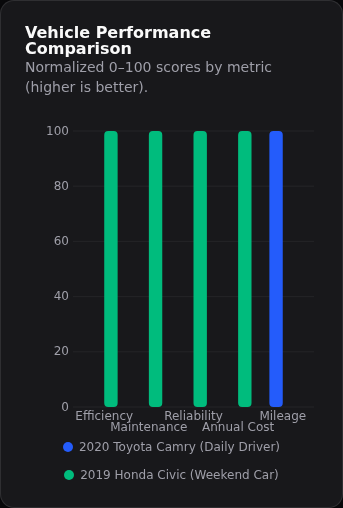 Vehicle Performance
Comparison
Normalized 0–100 scores by metric
(higher is better).
100
80
60
40
20
0
Efficiency
Maintenance
Reliability
Annual Cost
Mileage
2020 Toyota Camry (Daily Driver)
2019 Honda Civic (Weekend Car)